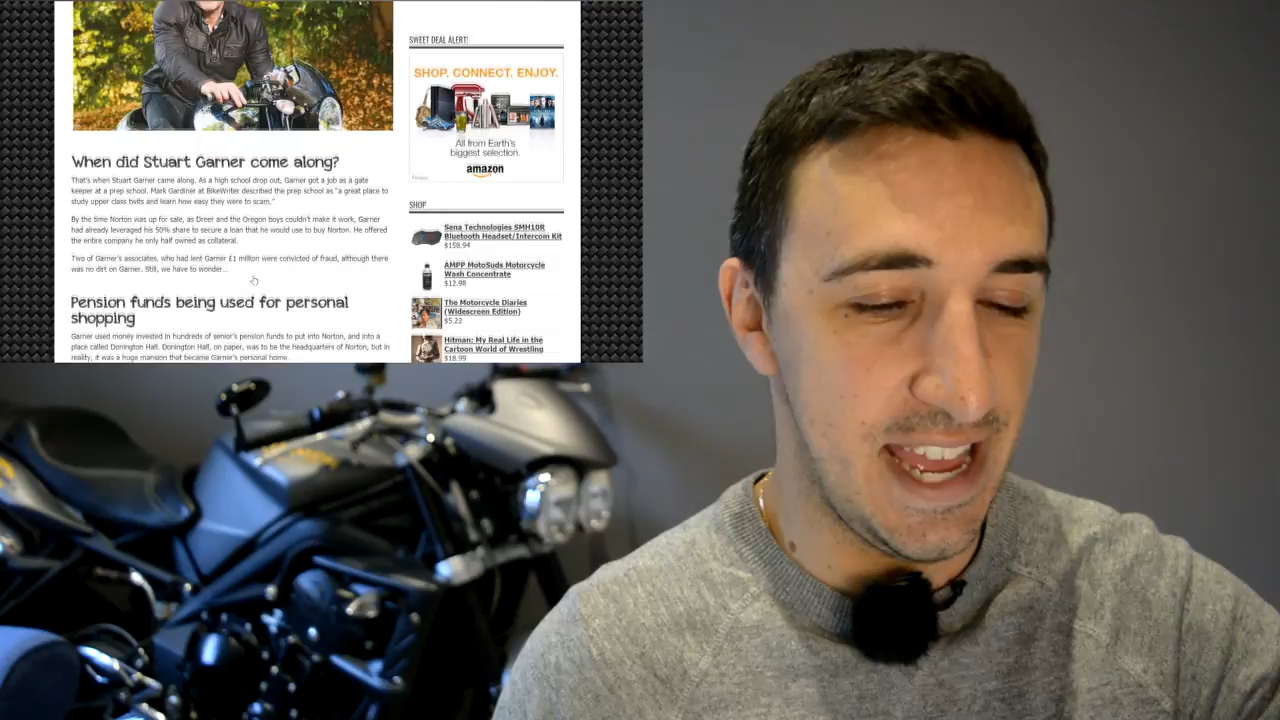 When did Stuart Garner come along?
That's when Stuart Garner came along. As a high school drop out, Garner got a job as a gate
keeper at a prep school. Mark Gardiner at BikeWriter described the prep school as "a great place to
study upper class twits and learn how easy they were to scam."
By the time Norton was up for sale, as Dreer and the Oregon boys couldn't make it work, Garner
had already leveraged his 50% share to secure a loan that he would use to buy Norton. He offered
the entire company he only half owned as collateral.
Two of Garner's associates, who had lent Garner £1 million were convicted of fraud, although there
was no dirt on Garner. Still, we have to wonder...
Pension funds being used for personal
shopping
Garner used money invested in hundreds of senior's pension funds to put into Norton, and into a
place called Donington Hall. Donington Hall, on paper, was to be the headquarters of Norton, but in
reality, it was a huge mansion that became Garner's personal home.
SWEET DEAL ALERT!
SHOP. CONNECT. ENJOY.
All from Earth's
biggest selection.
amazon
Privacy
SHOP
Sena Technologies SMH10R
Bluetooth Headset/Intercom Kit
$158.94
AMPP MotoSuds Motorcycle
Wash Concentrate
$12.98
The Motorcycle Diaries
(Widescreen Edition)
$5.22
Hitman: My Real Life in the
Cartoon World of Wrestling
$18.99